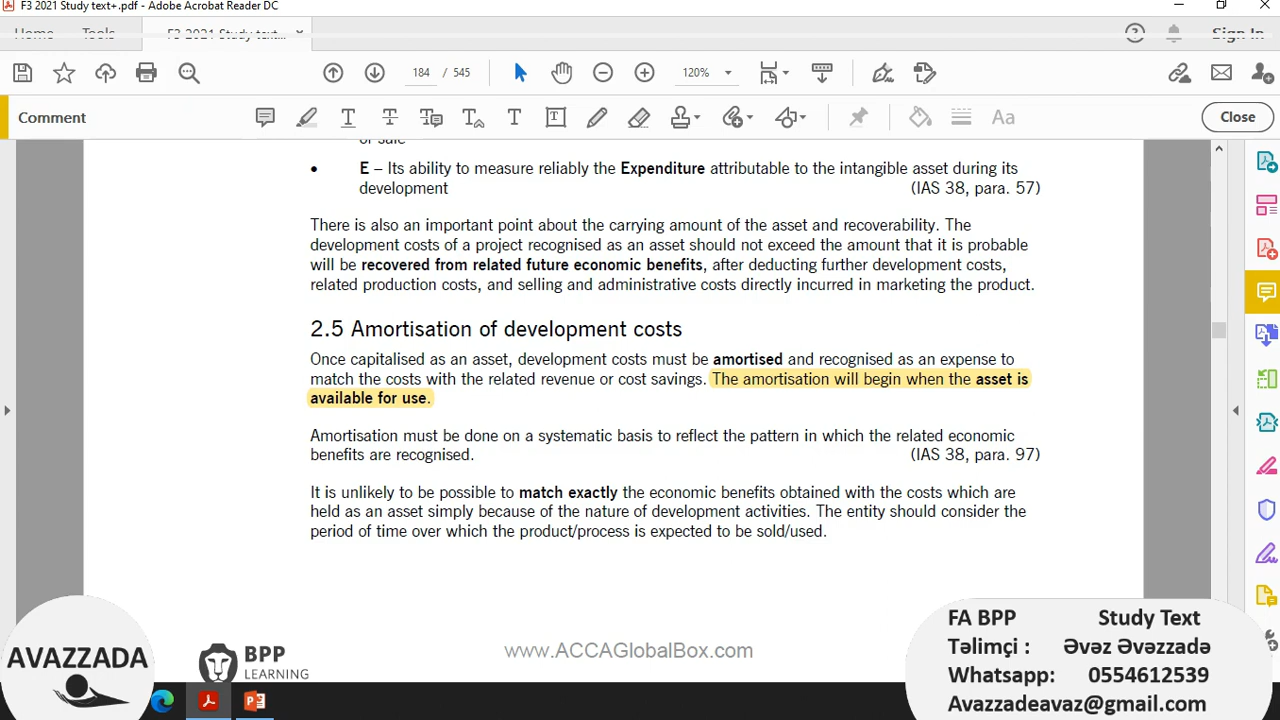 F3 2021 Study text+.pdf - Adobe Acrobat Reader DC
Home Tools F3 2021 Study text... × Sign In
184 / 545 120%
Comment Close
or sale
• E – Its ability to measure reliably the Expenditure attributable to the intangible asset during its
development (IAS 38, para. 57)
There is also an important point about the carrying amount of the asset and recoverability. The
development costs of a project recognised as an asset should not exceed the amount that it is probable
will be recovered from related future economic benefits, after deducting further development costs,
related production costs, and selling and administrative costs directly incurred in marketing the product.
2.5 Amortisation of development costs
Once capitalised as an asset, development costs must be amortised and recognised as an expense to
match the costs with the related revenue or cost savings. The amortisation will begin when the asset is
available for use.
Amortisation must be done on a systematic basis to reflect the pattern in which the related economic
benefits are recognised. (IAS 38, para. 97)
It is unlikely to be possible to match exactly the economic benefits obtained with the costs which are
held as an asset simply because of the nature of development activities. The entity should consider the
period of time over which the product/process is expected to be sold/used.
AVAZZADA
BPP
LEARNING
www.ACCAGlobalBox.com
FA BPP Study Text
Təlimçi : Əvəz Əvəzzadə
Whatsapp: 0554612539
Avazzadeavaz@gmail.com